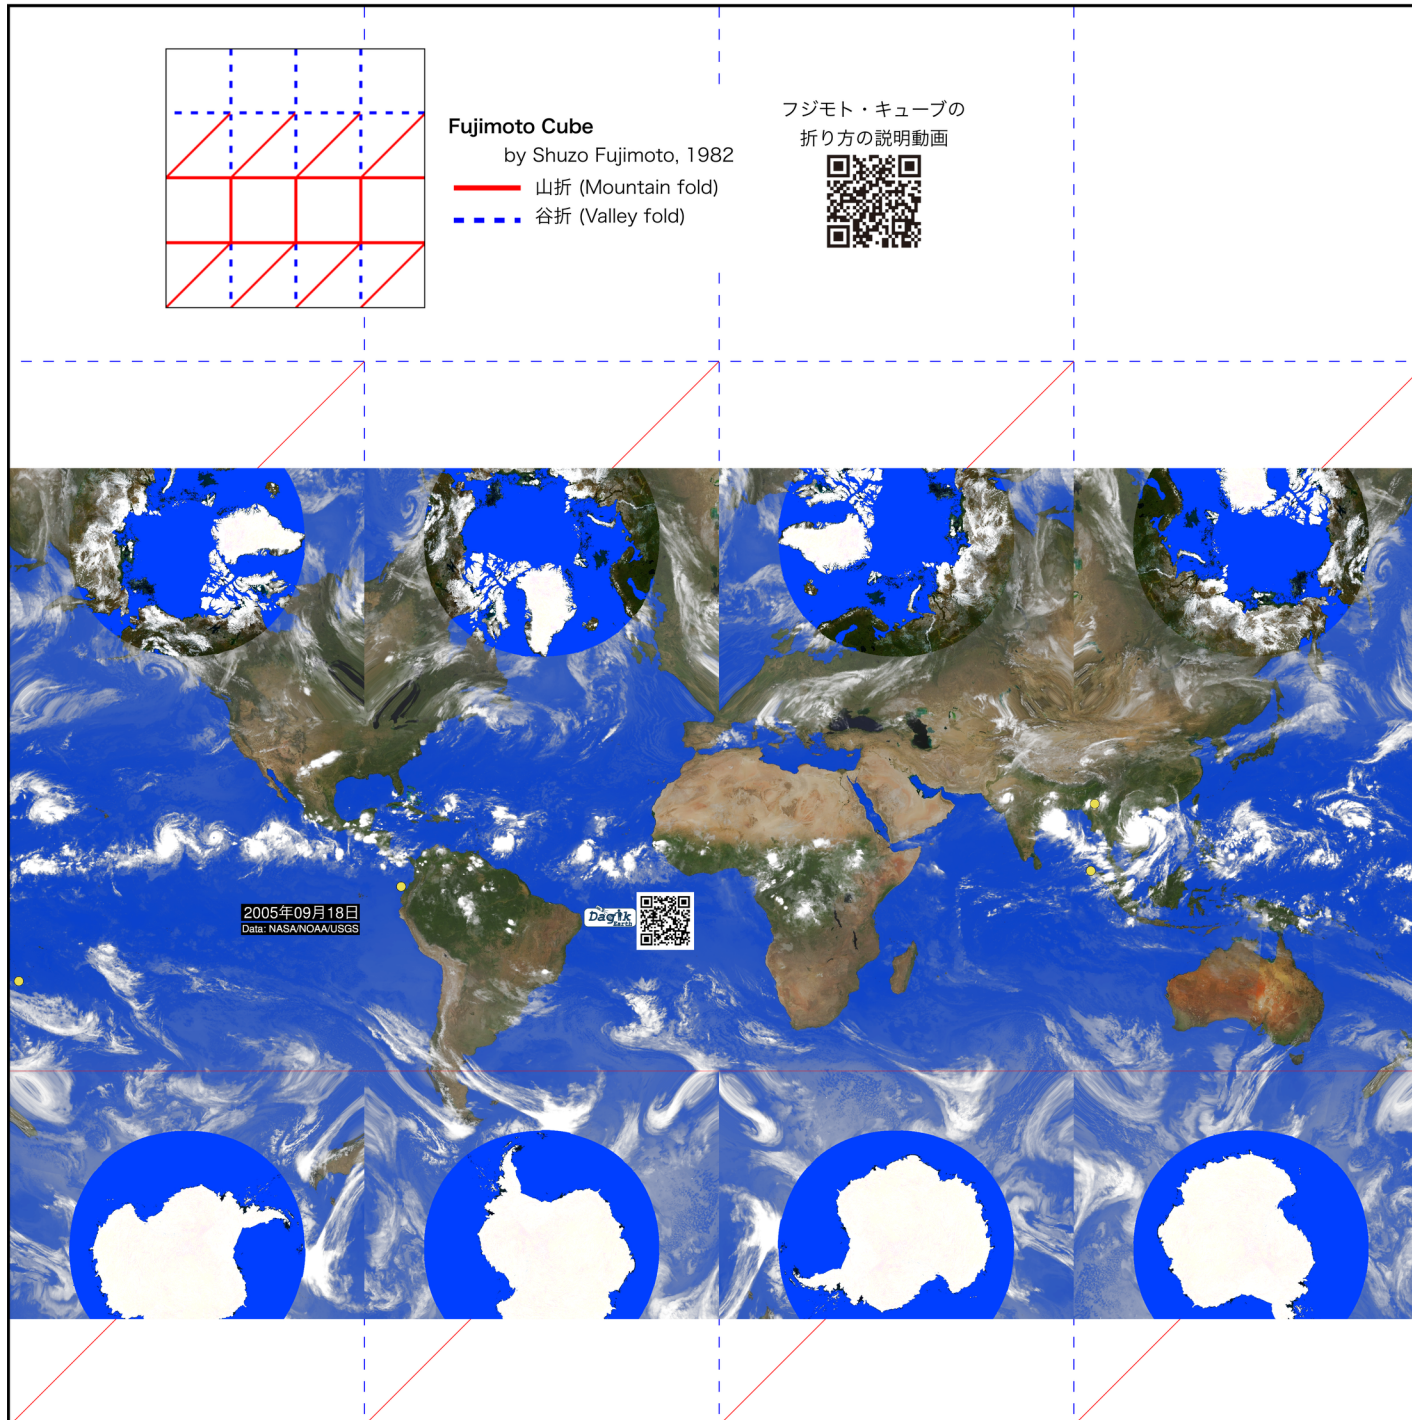 Fujimoto Cube
by Shuzo Fujimoto, 1982
山折 (Mountain fold)
谷折 (Valley fold)
フジモト・キューブの
折り方の説明動画
2005年09月18日
Data: NASA/NOAA/USGS
Dagik
Earth